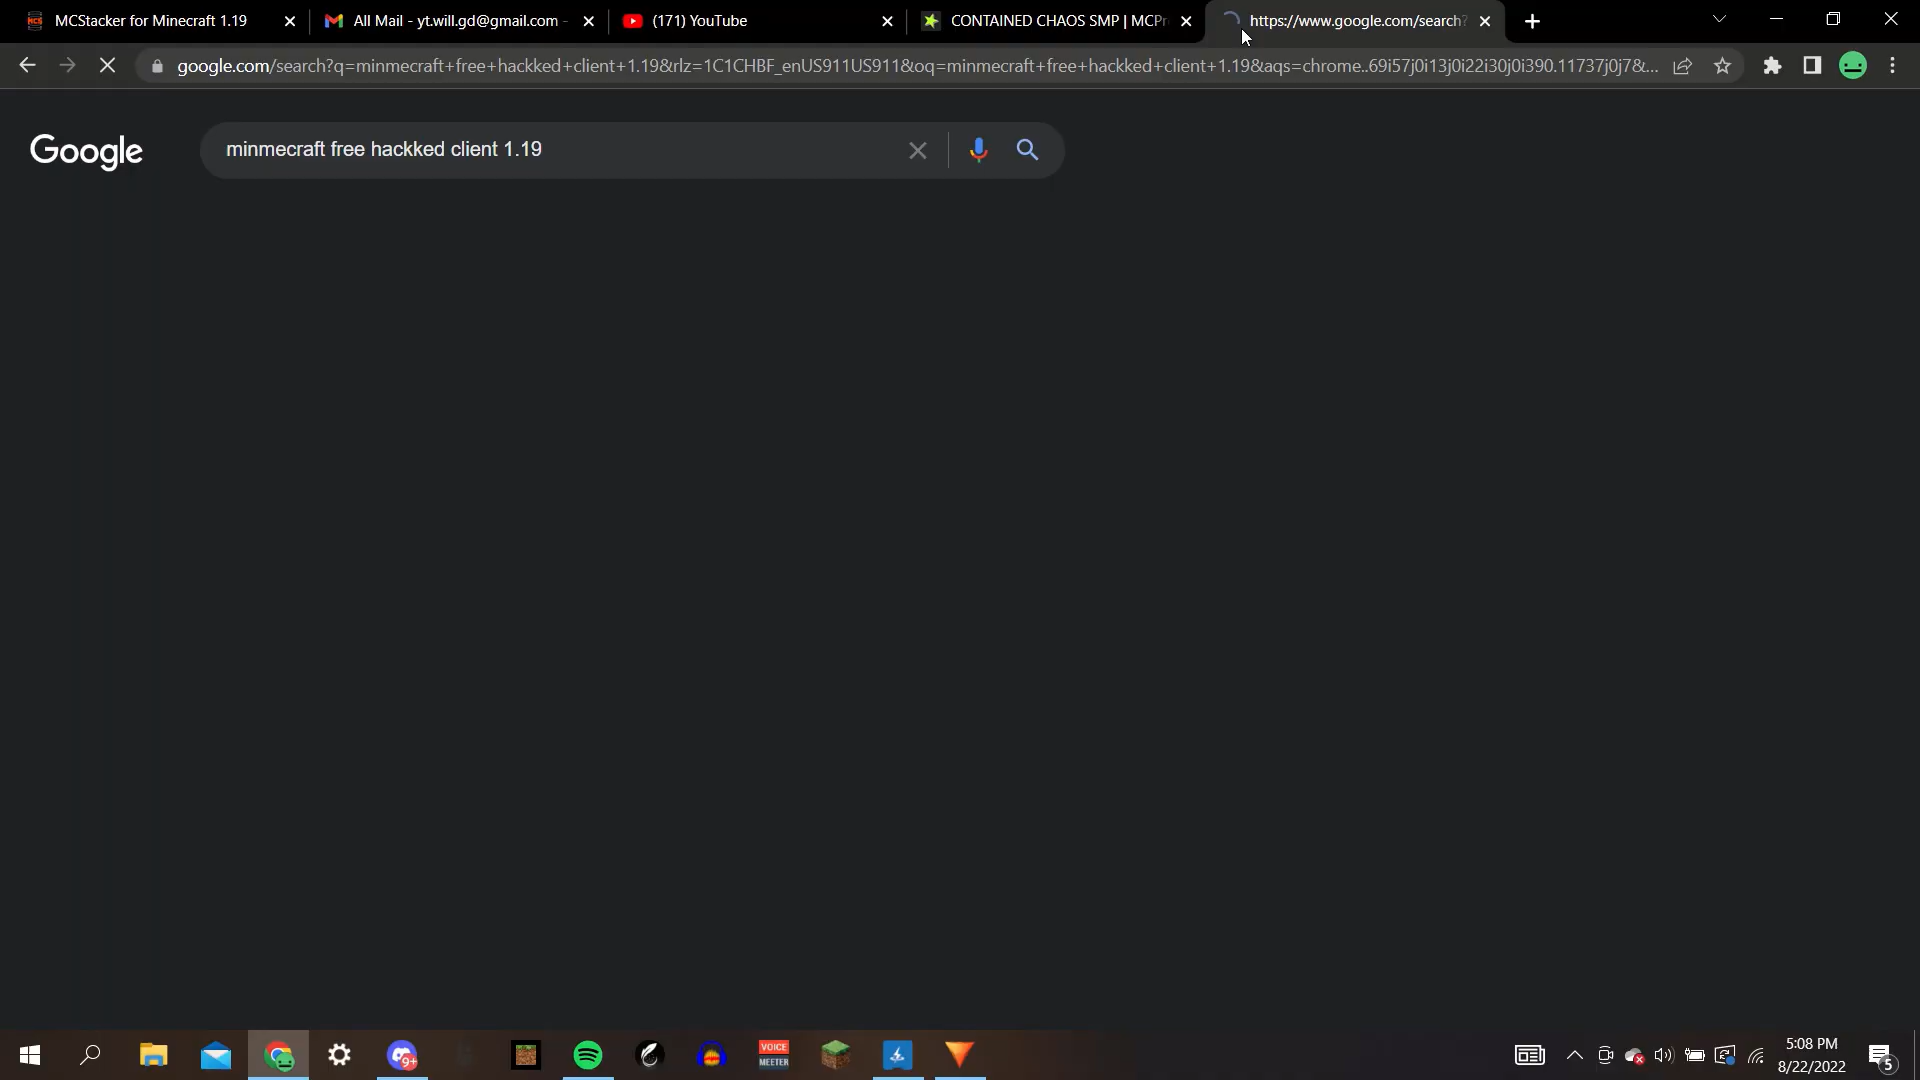 MCStacker for Minecraft 1.19
All Mail - yt.will.gd@gmail.com -
(171) YouTube
CONTAINED CHAOS SMP | MCPr
https://www.google.com/search?
google.com/search?q=minmecraft+free+hackked+client+1.19&rlz=1C1CHBF_enUS911US911&oq=minmecraft+free+hackked+client+1.19&aqs=chrome..69i57j0i13j0i22i30j0i390.11737j0j7&...
Google
minmecraft free hackked client 1.19
9+
VOICE
MEETER
5:08 PM
8/22/2022
5